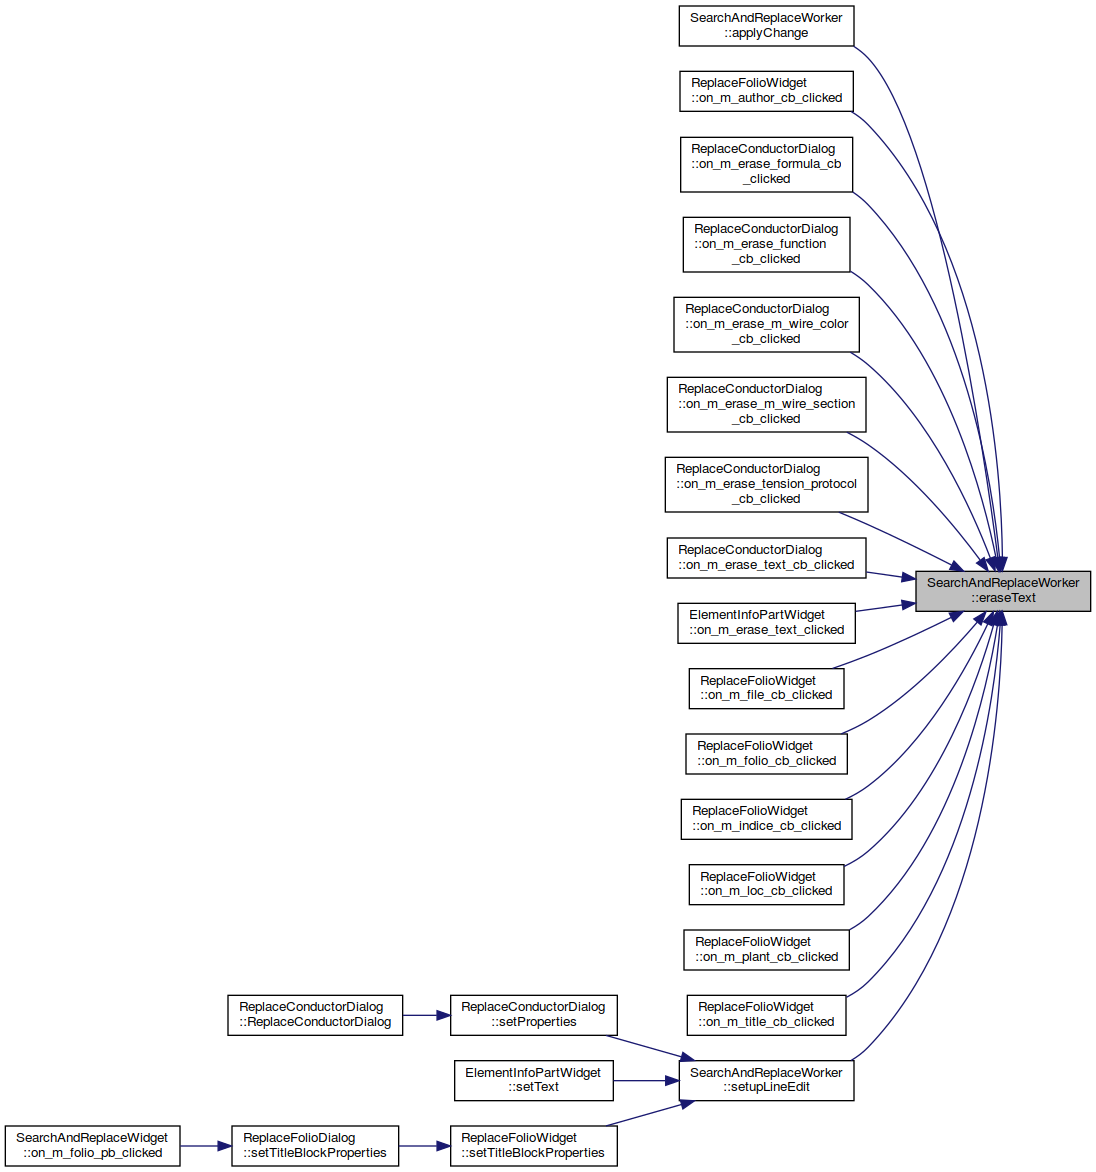 SearchAndReplaceWorker
::applyChange
ReplaceFolioWidget
::on_m_author_cb_clicked
ReplaceConductorDialog
::on_m_erase_formula_cb
_clicked
ReplaceConductorDialog
::on_m_erase_function
_cb_clicked
ReplaceConductorDialog
::on_m_erase_m_wire_color
_cb_clicked
ReplaceConductorDialog
::on_m_erase_m_wire_section
_cb_clicked
ReplaceConductorDialog
::on_m_erase_tension_protocol
_cb_clicked
ReplaceConductorDialog
::on_m_erase_text_cb_clicked
SearchAndReplaceWorker
::eraseText
ElementInfoPartWidget
::on_m_erase_text_clicked
ReplaceFolioWidget
::on_m_file_cb_clicked
ReplaceFolioWidget
::on_m_folio_cb_clicked
ReplaceFolioWidget
::on_m_indice_cb_clicked
ReplaceFolioWidget
::on_m_loc_cb_clicked
ReplaceFolioWidget
::on_m_plant_cb_clicked
ReplaceConductorDialog
::ReplaceConductorDialog
ReplaceConductorDialog
::setProperties
ReplaceFolioWidget
::on_m_title_cb_clicked
ElementInfoPartWidget
::setText
SearchAndReplaceWorker
::setupLineEdit
SearchAndReplaceWidget
::on_m_folio_pb_clicked
ReplaceFolioDialog
::setTitleBlockProperties
ReplaceFolioWidget
::setTitleBlockProperties